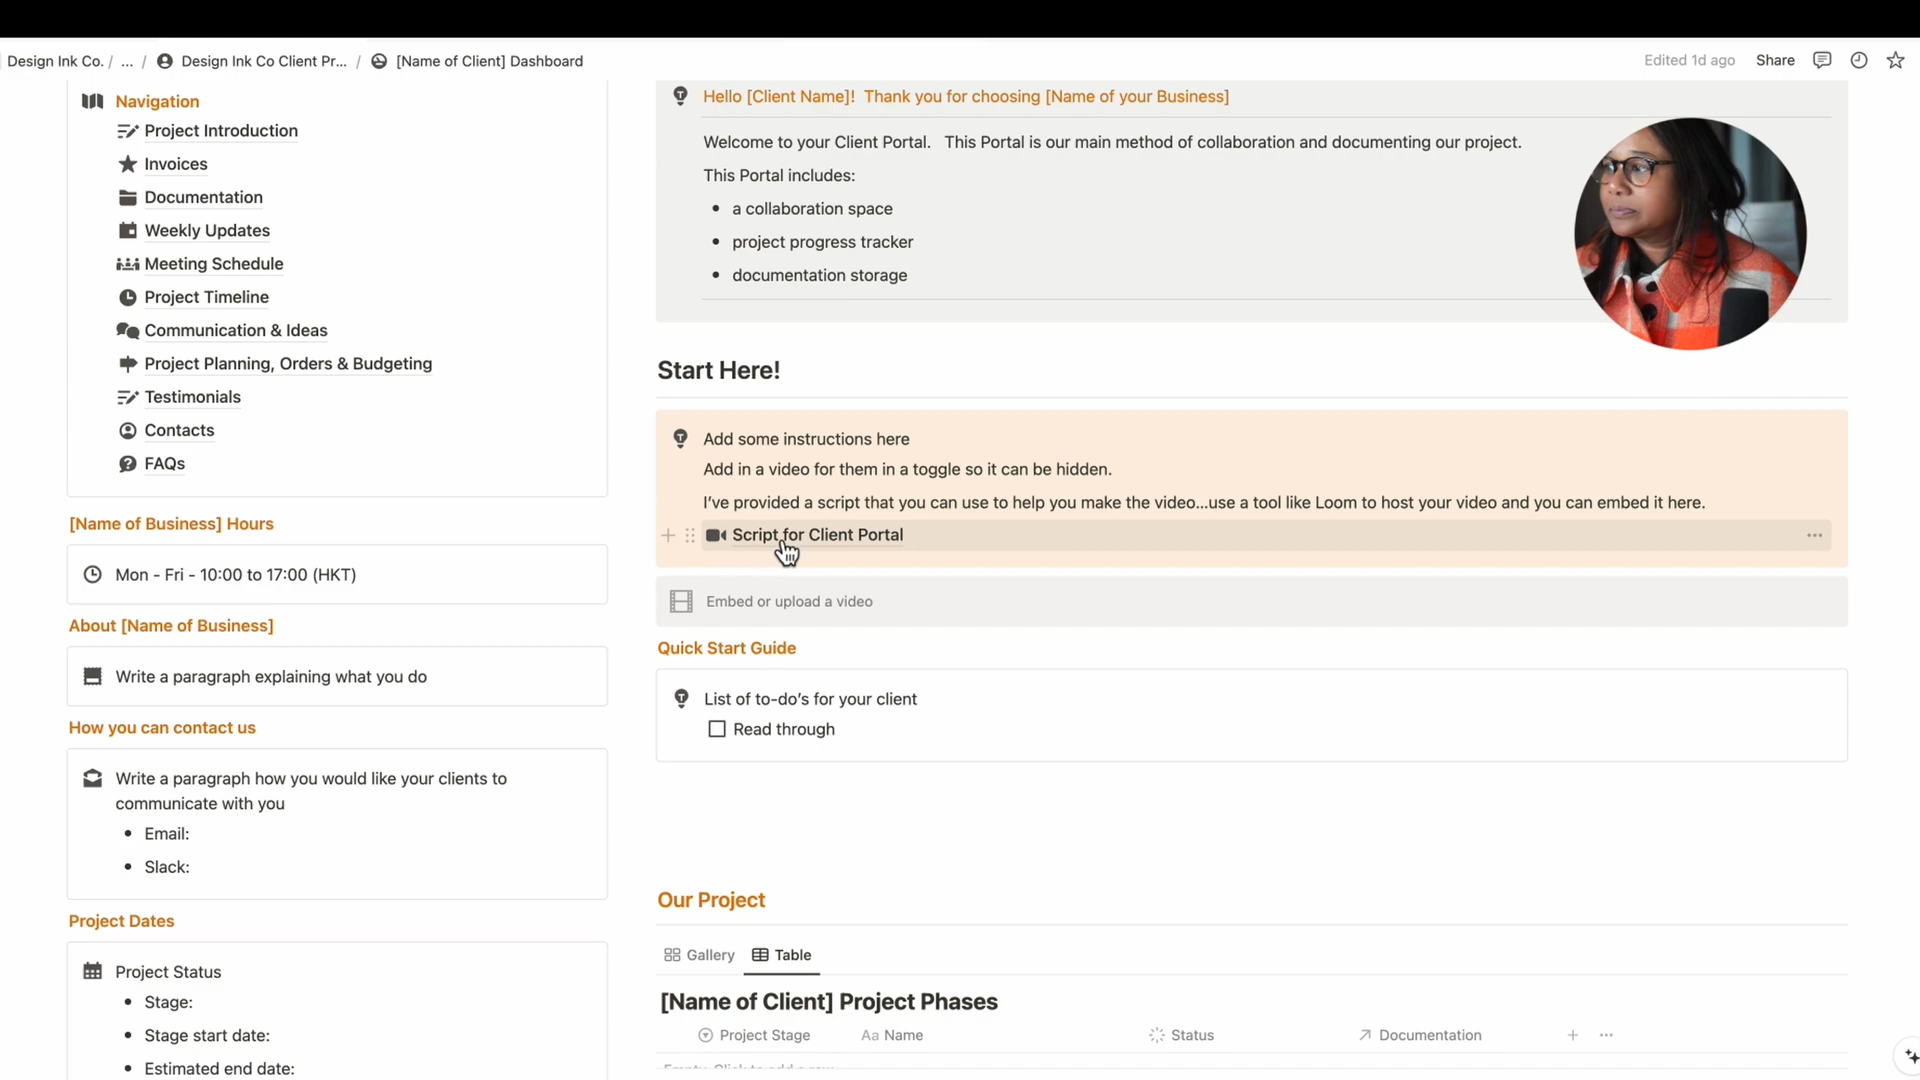 Design Ink Co. / ... / Design Ink Co Client Pr... / [Name of Client] Dashboard
Edited 1d ago Share
Navigation
Project Introduction
Invoices
Documentation
Weekly Updates
Meeting Schedule
Project Timeline
Communication & Ideas
Project Planning, Orders & Budgeting
Testimonials
Contacts
FAQs
[Name of Business] Hours
Mon - Fri - 10:00 to 17:00 (HKT)
About [Name of Business]
Write a paragraph explaining what you do
How you can contact us
Write a paragraph how you would like your clients to
communicate with you
• Email:
• Slack:
Project Dates
Project Status
• Stage:
• Stage start date:
• Estimated end date:
Hello [Client Name]! Thank you for choosing [Name of your Business]
Welcome to your Client Portal. This Portal is our main method of collaboration and documenting our project.
This Portal includes:
• a collaboration space
• project progress tracker
• documentation storage
Start Here!
Add some instructions here
Add in a video for them in a toggle so it can be hidden.
I've provided a script that you can use to help you make the video...use a tool like Loom to host your video and you can embed it here.
Script for Client Portal
Embed or upload a video
Quick Start Guide
List of to-do's for your client
Read through
Our Project
Gallery Table
[Name of Client] Project Phases
Project Stage Aa Name Status Documentation